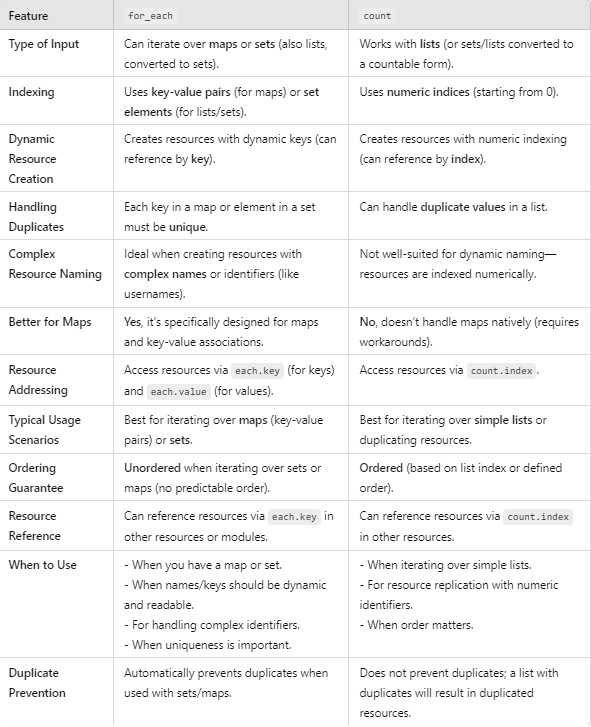 Feature for_each count
Type of Input Can iterate over maps or sets (also lists, Works with lists (or sets/lists converted to
converted to sets). a countable form).
Indexing Uses key-value pairs (for maps) or set Uses numeric indices (starting from 0).
elements (for lists/sets).
Dynamic Creates resources with dynamic keys (can Creates resources with numeric indexing
Resource reference by key). (can reference by index).
Creation
Handling Each key in a map or element in a set Can handle duplicate values in a list.
Duplicates must be unique.
Complex Ideal when creating resources with Not well-suited for dynamic naming—
Resource Naming complex names or identifiers (like resources are indexed numerically.
usernames).
Better for Maps Yes, it's specifically designed for maps No, doesn't handle maps natively (requires
and key-value associations. workarounds).
Resource Access resources via each.key (for keys) Access resources via count.index.
Addressing and each.value (for values).
Typical Usage Best for iterating over maps (key-value Best for iterating over simple lists or
Scenarios pairs) or sets. duplicating resources.
Ordering Unordered when iterating over sets or Ordered (based on list index or defined
Guarantee maps (no predictable order). order).
Resource Can reference resources via each.key in Can reference resources via count.index
Reference other resources or modules. in other resources.
When to Use - When you have a map or set. - When iterating over simple lists.
- When names/keys should be dynamic - For resource replication with numeric
and readable. identifiers.
- For handling complex identifiers. - When order matters.
- When uniqueness is important.
Duplicate Automatically prevents duplicates when Does not prevent duplicates; a list with
Prevention used with sets/maps. duplicates will result in duplicated
resources.